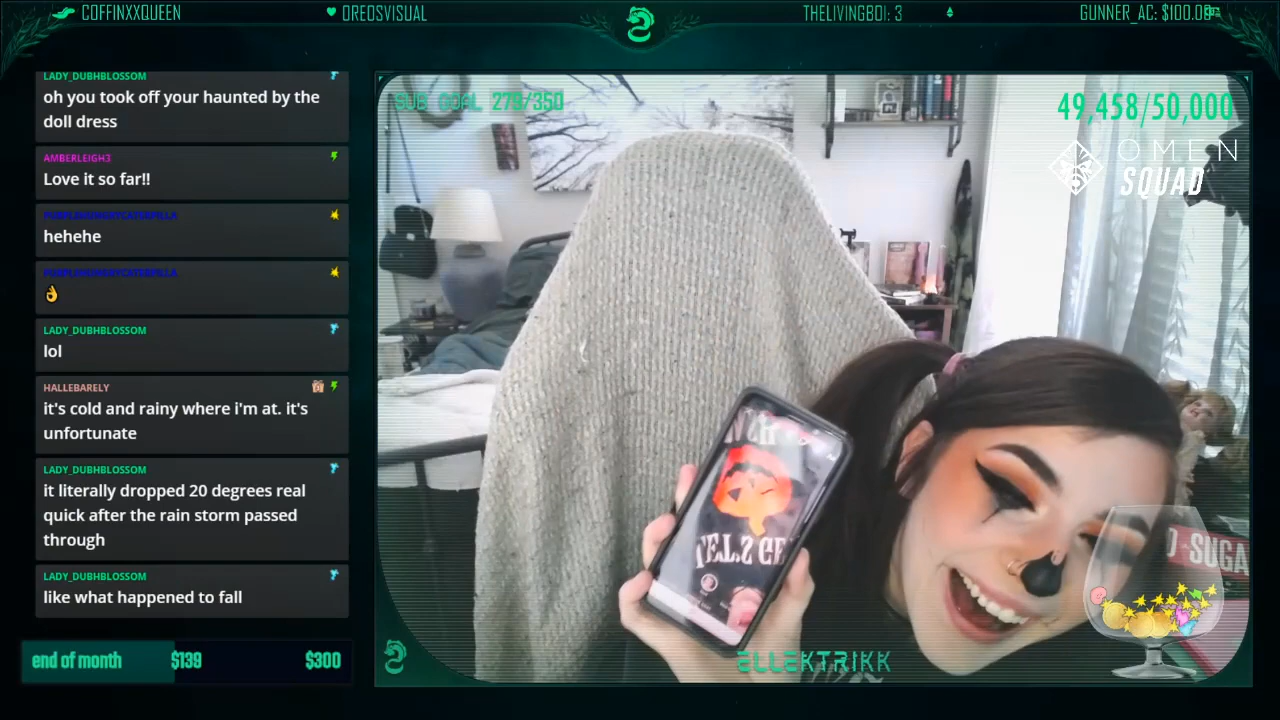 COFFINXXQUEEN
OREOSVISUAL
THELIVINGBOI: 3
GUNNER_AC: $100.00
LADY_DUBHBLOSSOM
oh you took off your haunted by the
doll dress
AMBERLEIGH3
Love it so far!!
hehehe
LADY_DUBHBLOSSOM
lol
HALLEBARELY
it's cold and rainy where i'm at. it's
unfortunate
LADY_DUBHBLOSSOM
it literally dropped 20 degrees real
quick after the rain storm passed
through
LADY_DUBHBLOSSOM
like what happened to fall
end of month $139 $300
SUB GOAL 279/350
49,458/50,000
OMEN
SQUAD
SUGA
ELLEKTRIKK